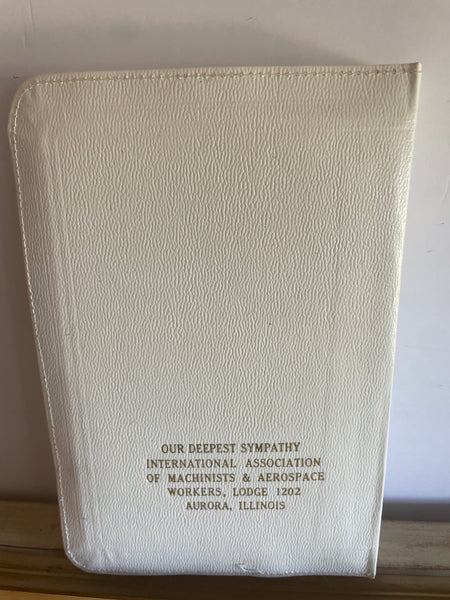 OUR DEEPEST SYMPATHY
INTERNATIONAL ASSOCIATION
OF MACHINISTS & AEROSPACE
WORKERS, LODGE 1202
AURORA, ILLINOIS